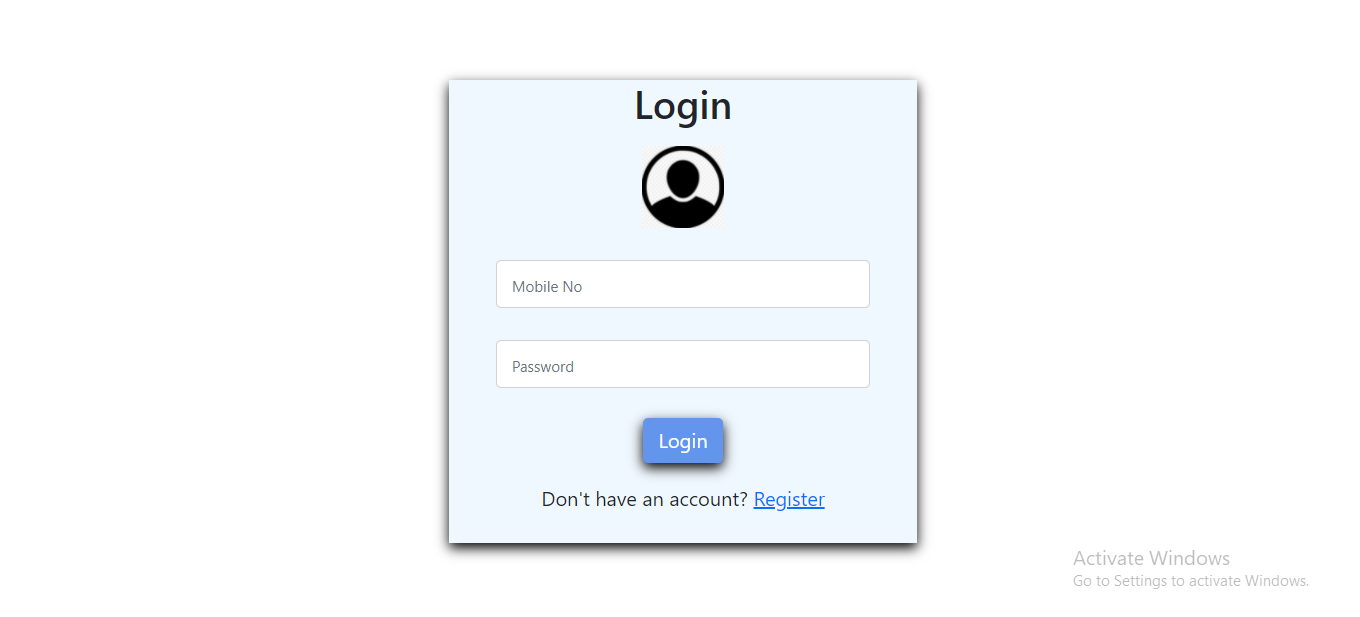 Login
Mobile No
Password
Login
Don't have an account? Register
Activate Windows
Go to Settings to activate Windows.